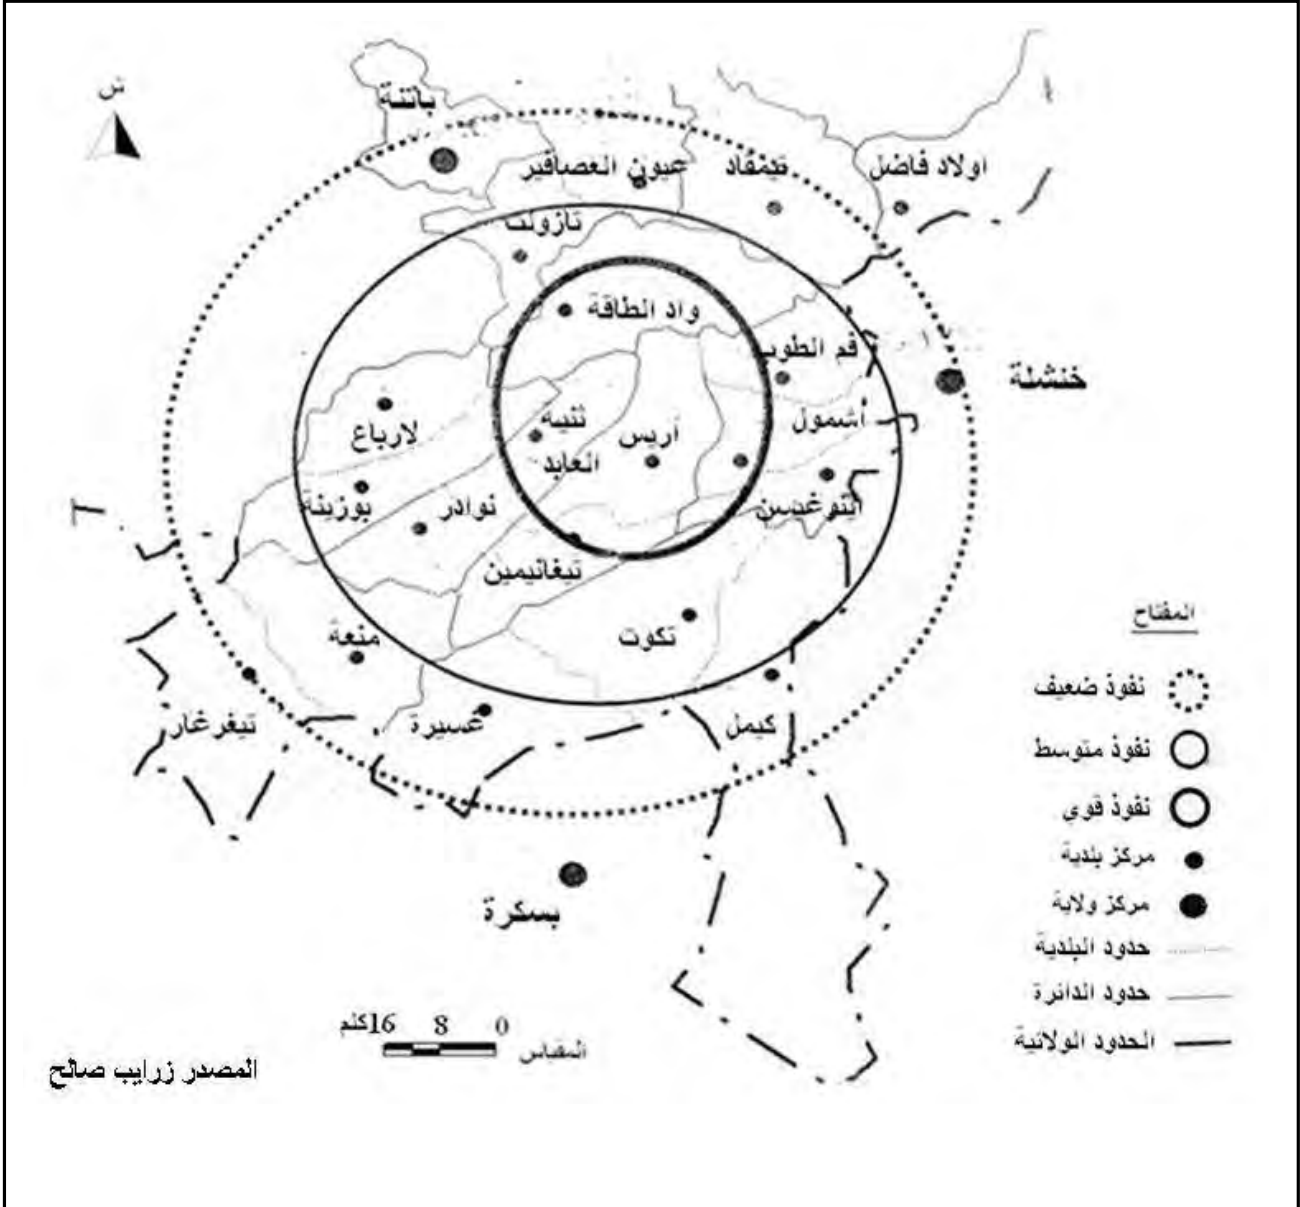 ش
باتنة
عيون العصافير
تيمقاد
اولاد فاضل
تازولت
واد الطاقة
فم الطوب
خنشلة
ثنية
العابد
أريس
أشمول
لارباع
بوزينة
نوادر
اينوغيسن
تيغانيمين
منعة
تكوت
تيغرغار
غسيرة
كيمل
بسكرة
المفتاح
نفوذ ضعيف
نفوذ متوسط
نفوذ قوي
مركز بلدية
مركز ولاية
حدود البلدية
حدود الدائرة
الحدود الولائية
0 8 16كلم
المقياس
المصدر زرايب صالح